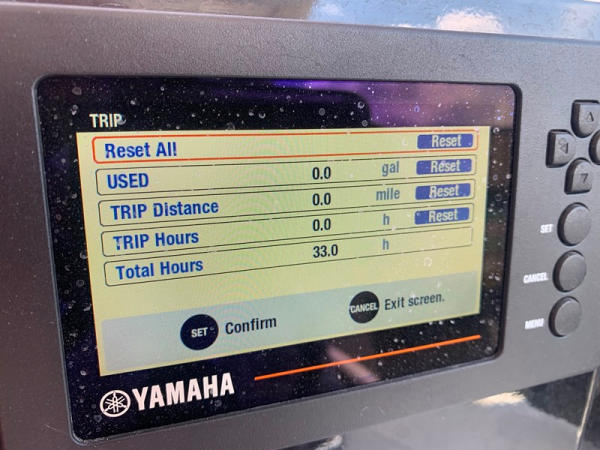 TRIP
Reset All Reset
USED 0.0 gal Reset
TRIP Distance 0.0 mile Reset
TRIP Hours 0.0 h Reset
Total Hours 33.0 h
SET Confirm CANCEL Exit screen.
YAMAHA
SET
CANCEL
MENU